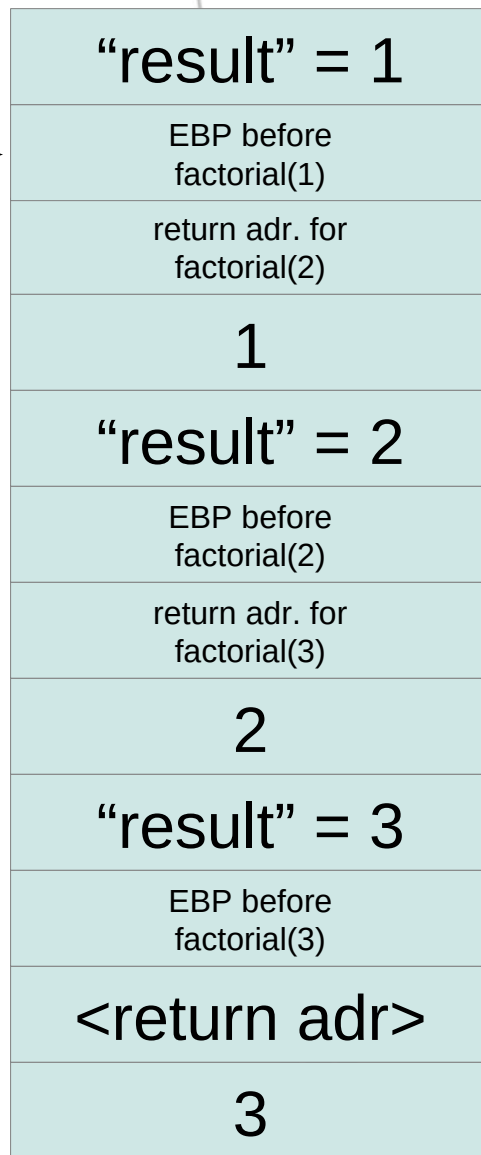 “result” = 1
EBP before
factorial(1)
return adr. for
factorial(2)
1
“result” = 2
EBP before
factorial(2)
return adr. for
factorial(3)
2
“result” = 3
EBP before
factorial(3)
<return adr>
3